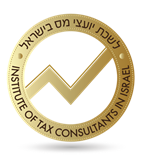 לשכת יועצי מס בישראל
INSTITUTE OF TAX CONSULTANTS IN ISRAEL